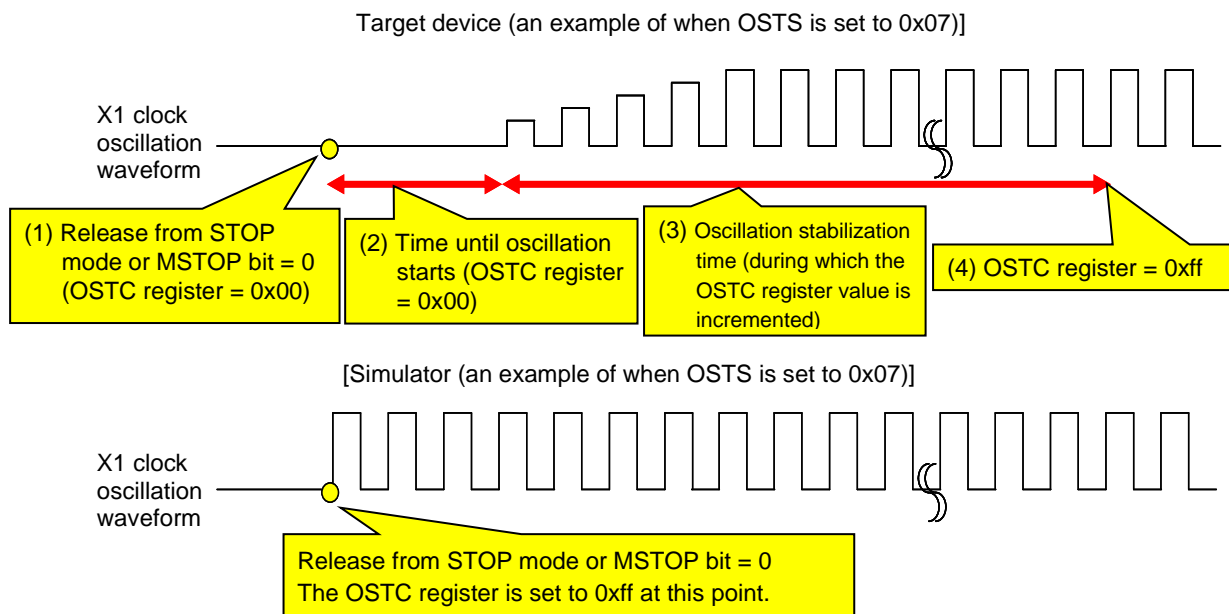 Target device (an example of when OSTS is set to 0x07)]
X1 clock
oscillation
waveform
(1) Release from STOP
mode or MSTOP bit = 0
(OSTC register = 0x00)
(2) Time until oscillation
starts (OSTC register
= 0x00)
(3) Oscillation stabilization
time (during which the
OSTC register value is
incremented)
(4) OSTC register = 0xff
[Simulator (an example of when OSTS is set to 0x07)]
X1 clock
oscillation
waveform
Release from STOP mode or MSTOP bit = 0
The OSTC register is set to 0xff at this point.